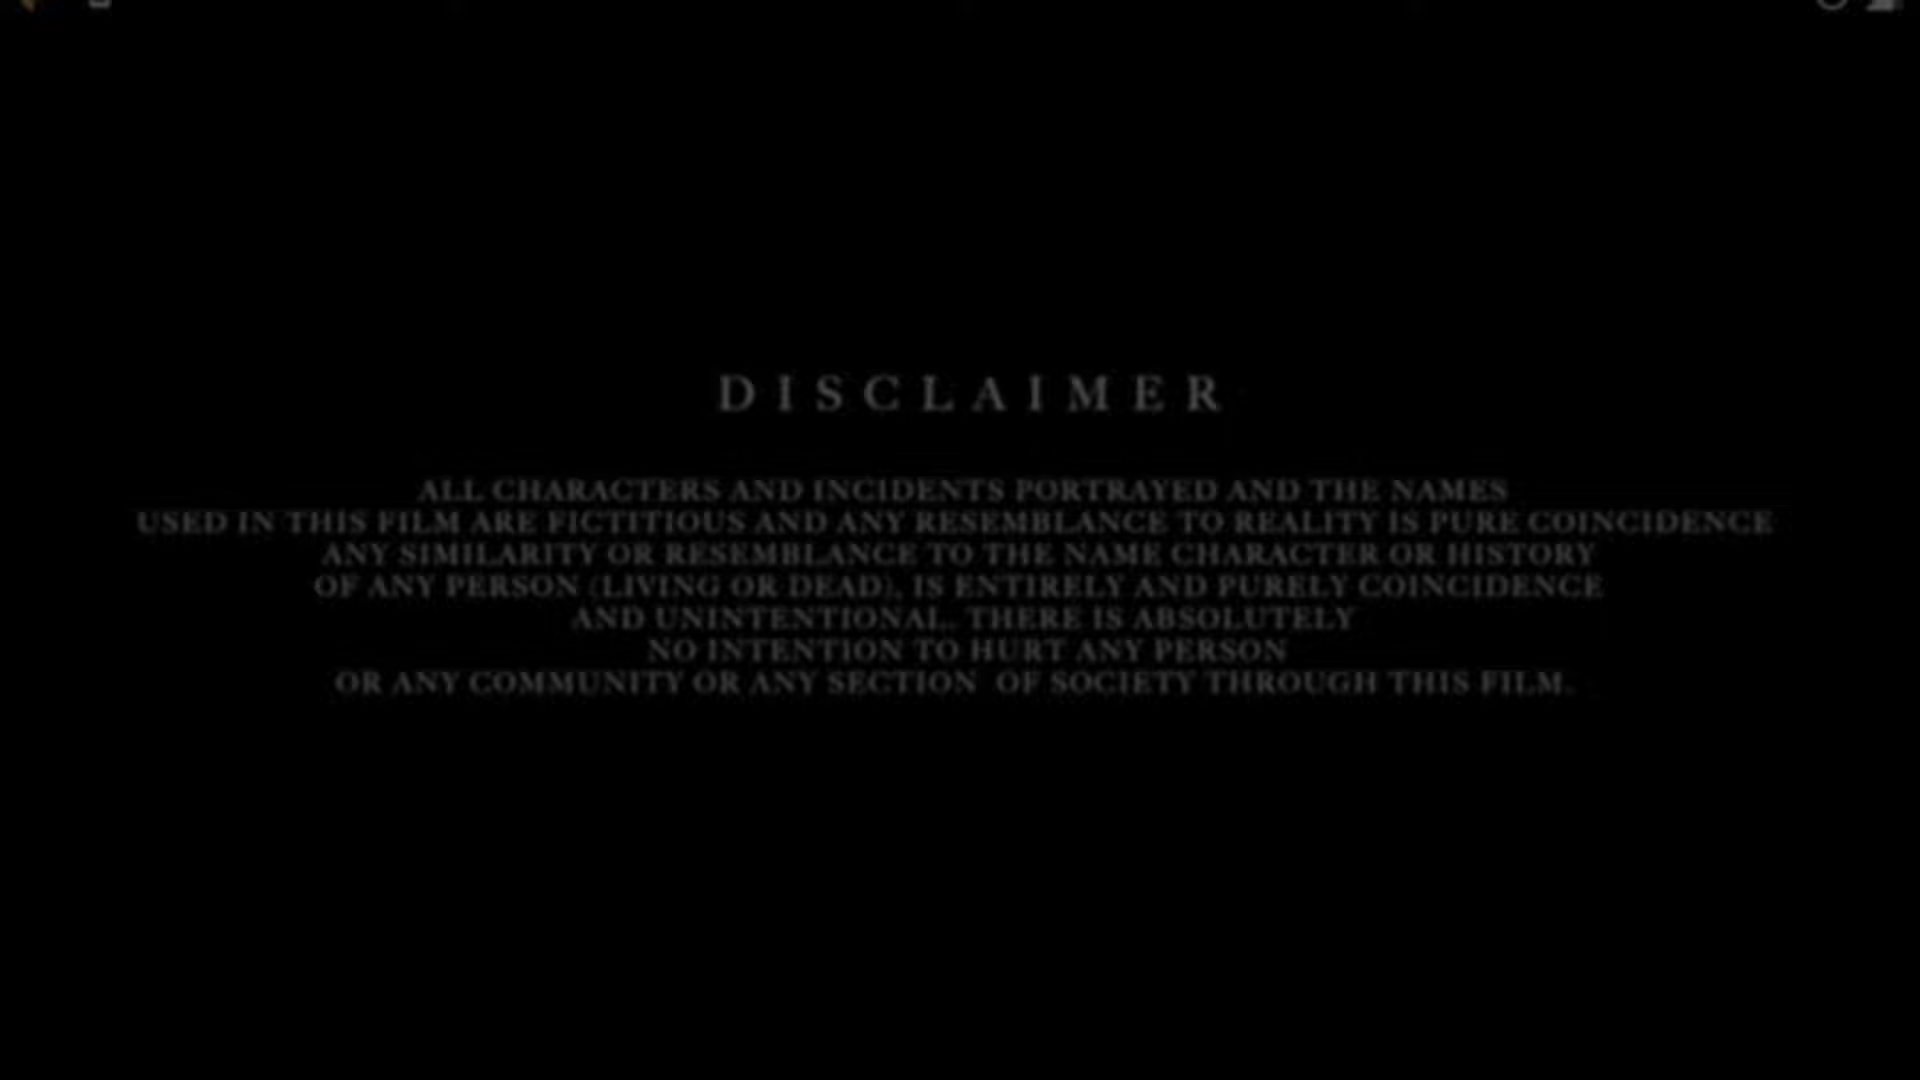 DISCLAIMER
ALL CHARACTERS AND INCIDENTS PORTRAYED AND THE NAMES
USED IN THIS FILM ARE FICTITIOUS AND ANY RESEMBLANCE TO REALITY IS PURE COINCIDENCE
ANY SIMILARITY OR RESEMBLANCE TO THE NAME CHARACTER OR HISTORY
OF ANY PERSON (LIVING OR DEAD), IS ENTIRELY AND PURELY COINCIDENCE
AND UNINTENTIONAL. THERE IS ABSOLUTELY
NO INTENTION TO HURT ANY PERSON
OR ANY COMMUNITY OR ANY SECTION OF SOCIETY THROUGH THIS FILM.